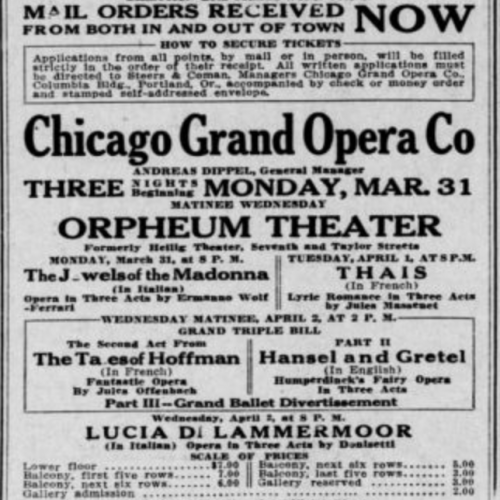 MAIL ORDERS RECEIVED NOW
FROM BOTH IN AND OUT OF TOWN
HOW TO SECURE TICKETS
Applications from all points, by mail or in person, will be filled
strictly in the order of their receipt. All written applications must
be directed to Steers & Coman, Managers Chicago Grand Opera Co.,
Columbia Bldg., Portland, Or., accompanied by check or money order
and stamped self-addressed envelope.
Chicago Grand Opera Co
ANDREAS DIPPEL, General Manager
THREE NIGHTS Beginning MONDAY, MAR. 31
MATINEE WEDNESDAY
ORPHEUM THEATER
Formerly Heilig Theater, Seventh and Taylor Streets
MONDAY, March 31, at 8 P. M.
The J wels of the Madonna
(In Italian)
Opera in Three Acts by Ermanno Wolf
-Ferrari
TUESDAY, APRIL 1, AT 8 P.M.
THAIS
(In French)
Lyric Romance in Three Acts
by Jules Massenet
WEDNESDAY MATINEE, APRIL 2, AT 2 P. M.
GRAND TRIPLE BILL
The Second Act From
The Ta es of Hoffman
(In French)
Fantastic Opera
By Jules Offenbach
PART II
Hansel and Gretel
(In English)
Humperdinck's Fairy Opera
In Three Acts
Part III—Grand Ballet Divertissement
Wednesday, April 2, at 8 P. M.
LUCIA DI LAMMERMOOR
(In Italian) Opera in Three Acts by Donizetti
SCALE OF PRICES
Lower floor $7.00
Balcony, first five rows 7.00
Balcony, next six rows 6.00
Gallery admission 2.00
Balcony, next six rows 5.00
Balcony, last five rows 3.00
Gallery reserved 3.00